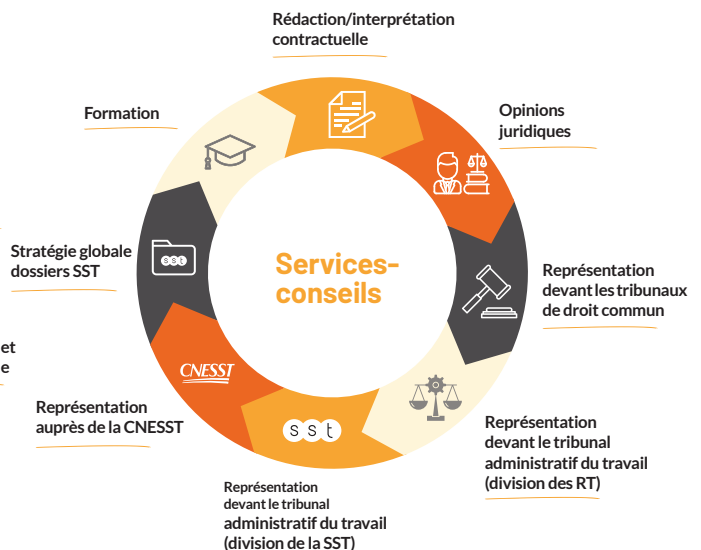 Rédaction/interprétation
contractuelle
Formation
Opinions
juridiques
Stratégie globale
dossiers SST
sst
Services-
conseils
Représentation
devant les tribunaux
de droit commun
et
e
CNESST
Représentation
auprès de la CNESST
sst
Représentation
devant le tribunal
administratif du travail
(division des RT)
Représentation
devant le tribunal
administratif du travail
(division de la SST)